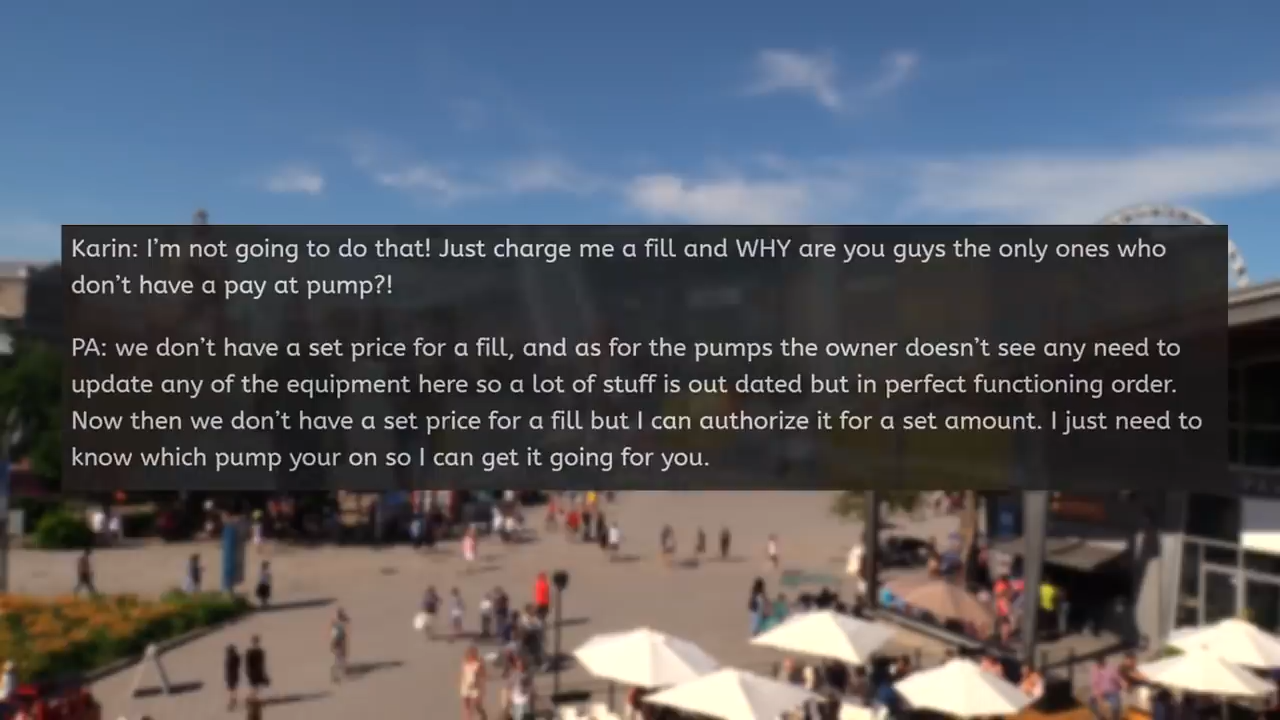 Karin: I’m not going to do that! Just charge me a fill and WHY are you guys the only ones who
don’t have a pay at pump?!
PA: we don’t have a set price for a fill, and as for the pumps the owner doesn’t see any need to
update any of the equipment here so a lot of stuff is out dated but in perfect functioning order.
Now then we don’t have a set price for a fill but I can authorize it for a set amount. I just need to
know which pump your on so I can get it going for you.